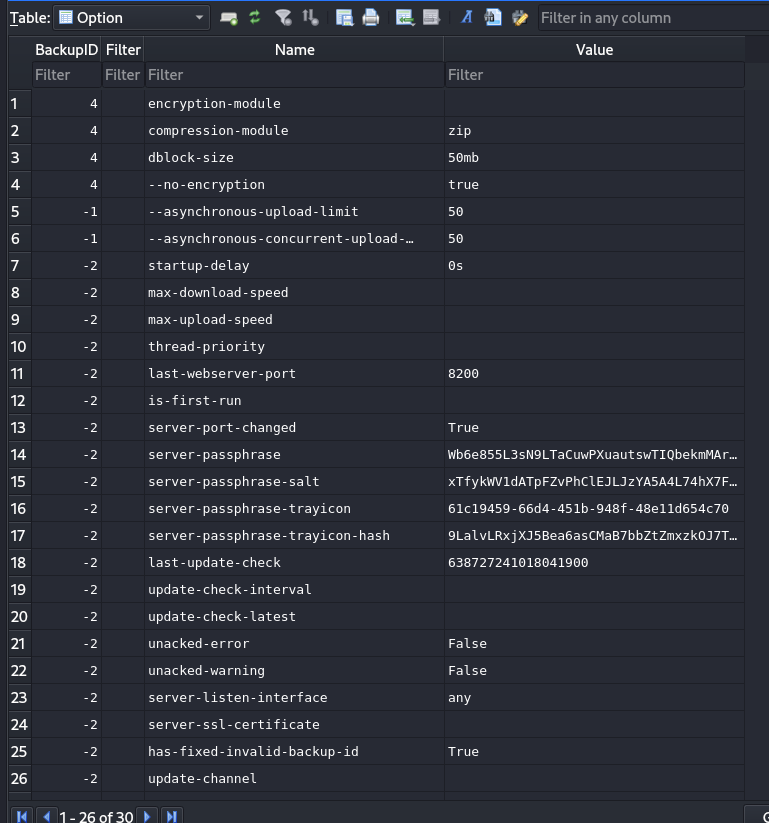 Table: Option Filter in any column
BackupID Filter Name Value
Filter Filter Filter Filter
1 4 encryption-module
2 4 compression-module zip
3 4 dblock-size 50mb
4 4 --no-encryption true
5 -1 --asynchronous-upload-limit 50
6 -1 --asynchronous-concurrent-upload-… 50
7 -2 startup-delay 0s
8 -2 max-download-speed
9 -2 max-upload-speed
10 -2 thread-priority
11 -2 last-webserver-port 8200
12 -2 is-first-run
13 -2 server-port-changed True
14 -2 server-passphrase Wb6e855L3sN9LTaCuwPXuautswTIQbekmMAr…
15 -2 server-passphrase-salt xTfykWV1dATpFZvPhClEJLJzYA5A4L74hX7F…
16 -2 server-passphrase-trayicon 61c19459-66d4-451b-948f-48e11d654c70
17 -2 server-passphrase-trayicon-hash 9LalvLRxjXJ5Bea6asCMaB7bbZtZmxzkOJ7T…
18 -2 last-update-check 638727241018041900
19 -2 update-check-interval
20 -2 update-check-latest
21 -2 unacked-error False
22 -2 unacked-warning False
23 -2 server-listen-interface any
24 -2 server-ssl-certificate
25 -2 has-fixed-invalid-backup-id True
26 -2 update-channel
1 - 26 of 30